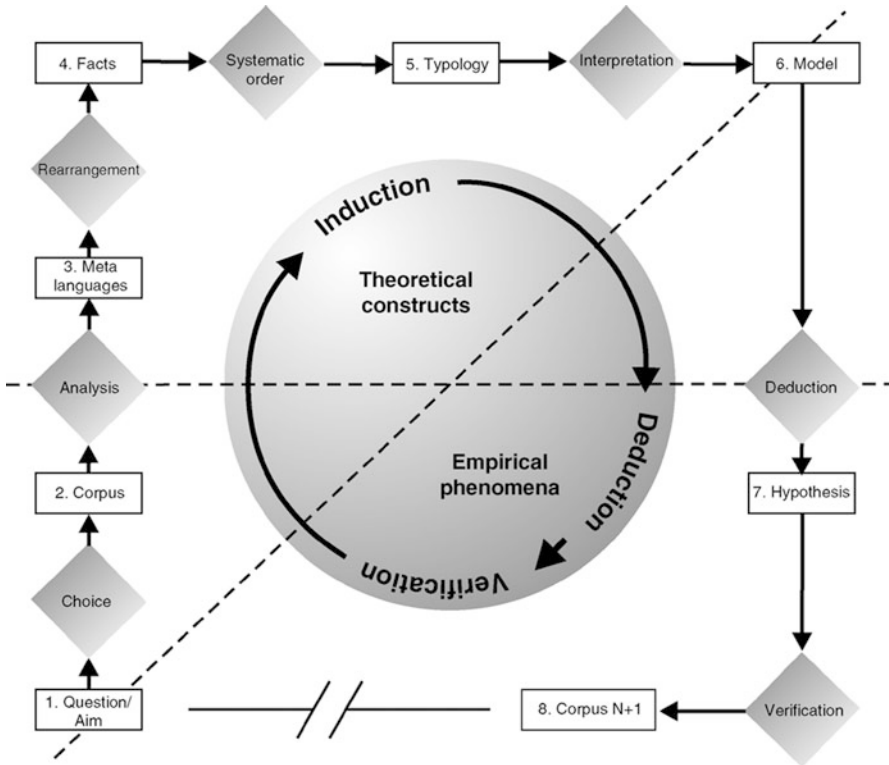 4. Facts
Systematic
order
5. Typology
Interpretation
6. Model
Rearrangement
Induction
3. Meta
languages
Theoretical
constructs
Analysis
Deduction
Empirical
phenomena
Deduction
2. Corpus
7. Hypothesis
Verification
Choice
1. Question/
Aim
8. Corpus N+1
Verification